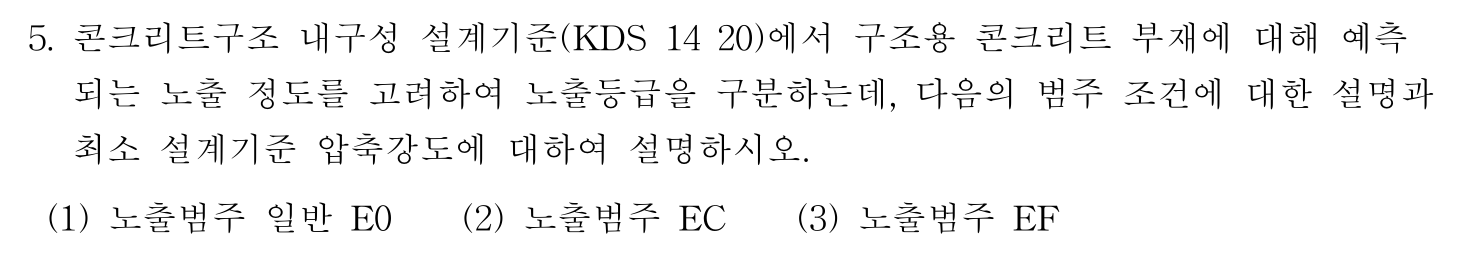 5. 콘크리트구조 내구성 설계기준(KDS 14 20)에서 구조용 콘크리트 부재에 대해 예측
되는 노출 정도를 고려하여 노출등급을 구분하는데, 다음의 범주 조건에 대한 설명과
최소 설계기준 압축강도에 대하여 설명하시오.
(1) 노출범주 일반 E0 (2) 노출범주 EC (3) 노출범주 EF